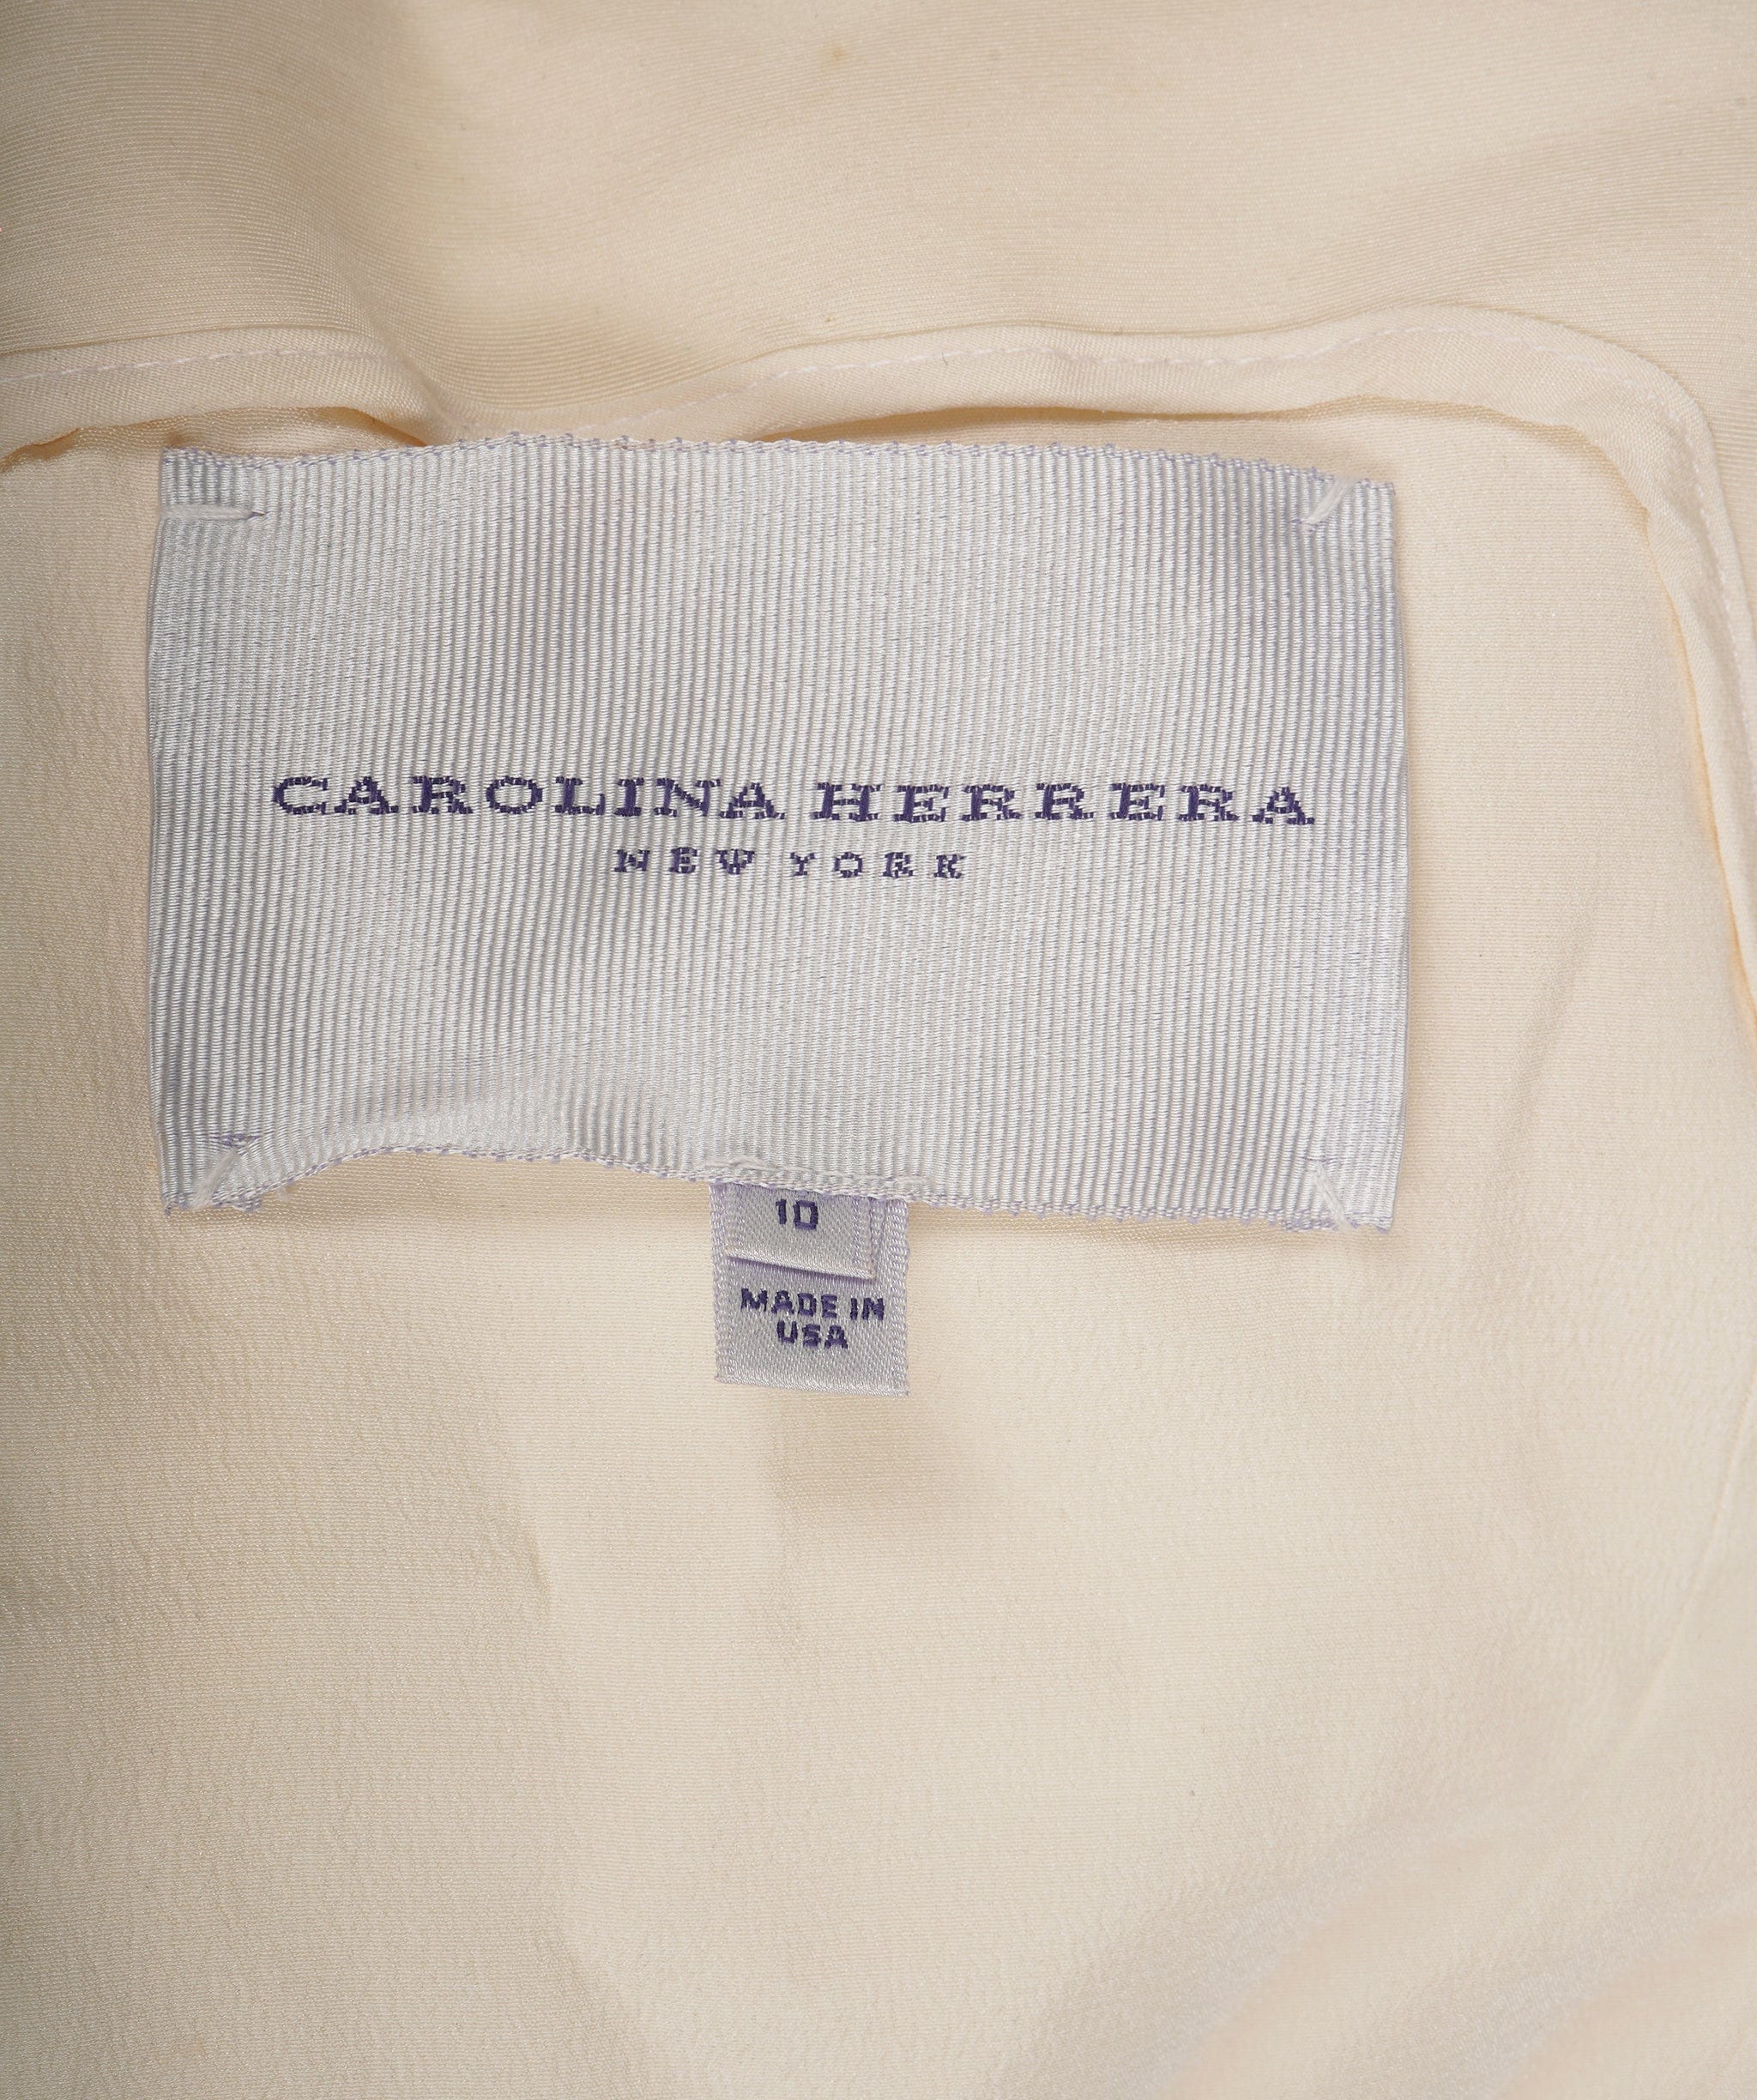 CAROLINA HERRERA
NEW YORK
10
MADE IN
USA